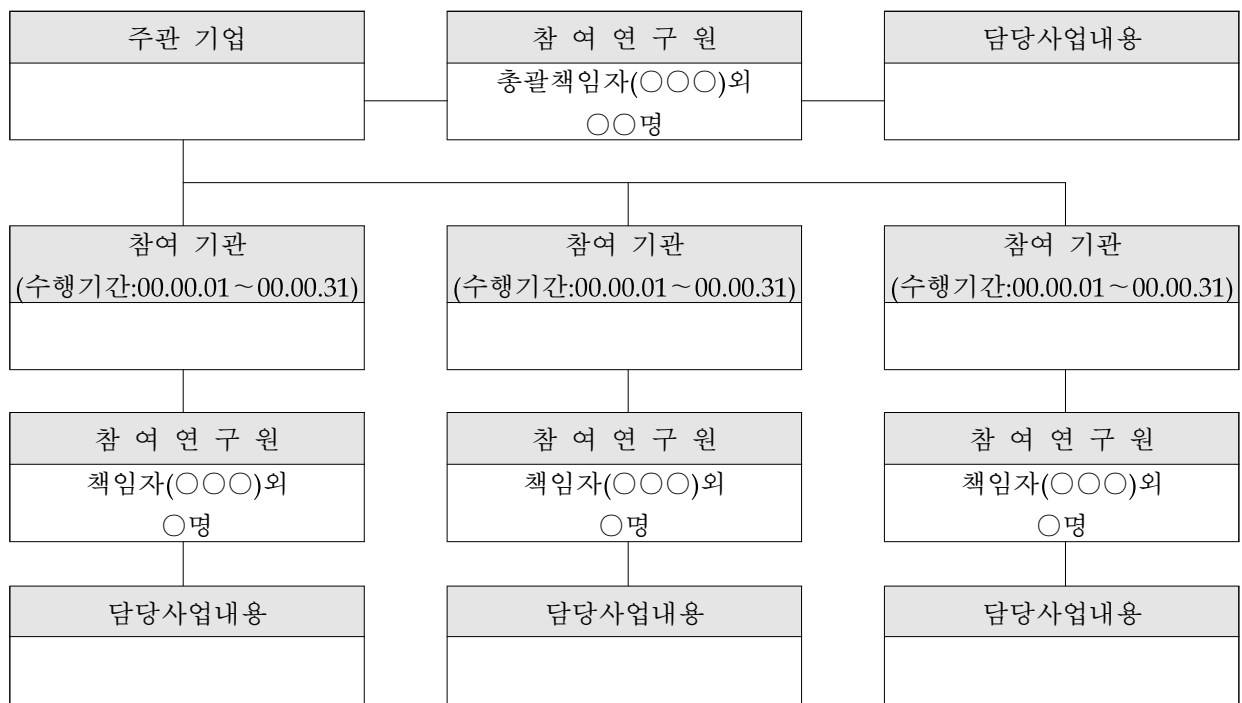 주관 기업
참 여 연 구 원
담당사업내용
총괄책임자(○○○)외
○○명
참여 기관
(수행기간:00.00.01～00.00.31)
참여 기관
(수행기간:00.00.01～00.00.31)
참여 기관
(수행기간:00.00.01～00.00.31)
참 여 연 구 원
책임자(○○○)외
○명
참 여 연 구 원
책임자(○○○)외
○명
참 여 연 구 원
책임자(○○○)외
○명
담당사업내용
담당사업내용
담당사업내용